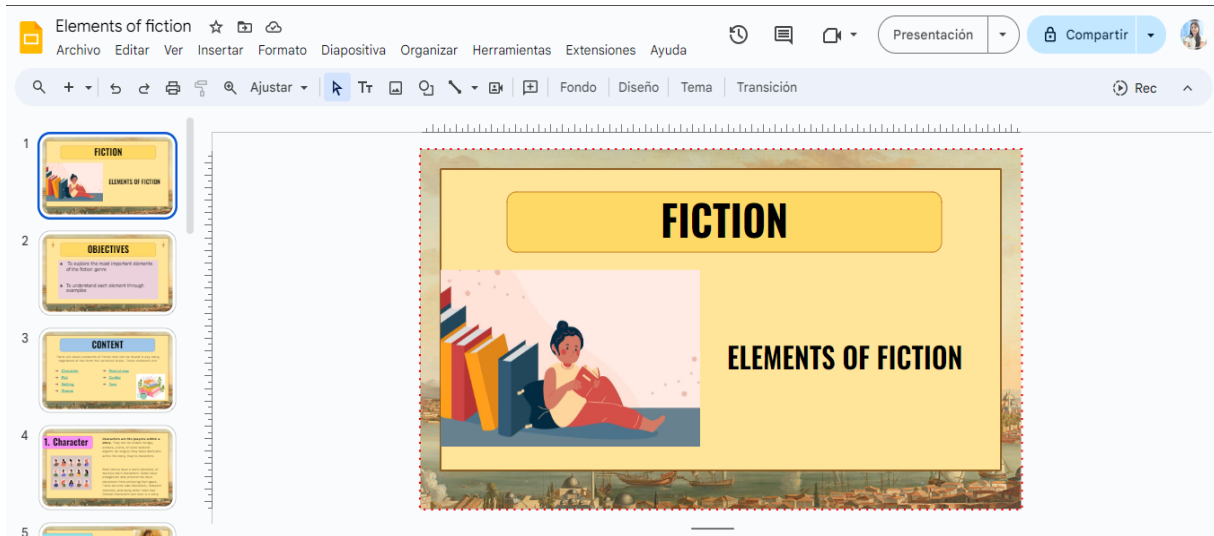 Elements of fiction
Archivo Editar Ver Insertar Formato Diapositiva Organizar Herramientas Extensiones Ayuda
Presentación
Compartir
Ajustar
Fondo Diseño Tema Transición
Rec
1
FICTION
ELEMENTS OF FICTION
2
OBJECTIVES
To explore the most important elements
of the fiction genre
To understand each element through
examples
3
CONTENT
4
1. Character
5
FICTION
ELEMENTS OF FICTION